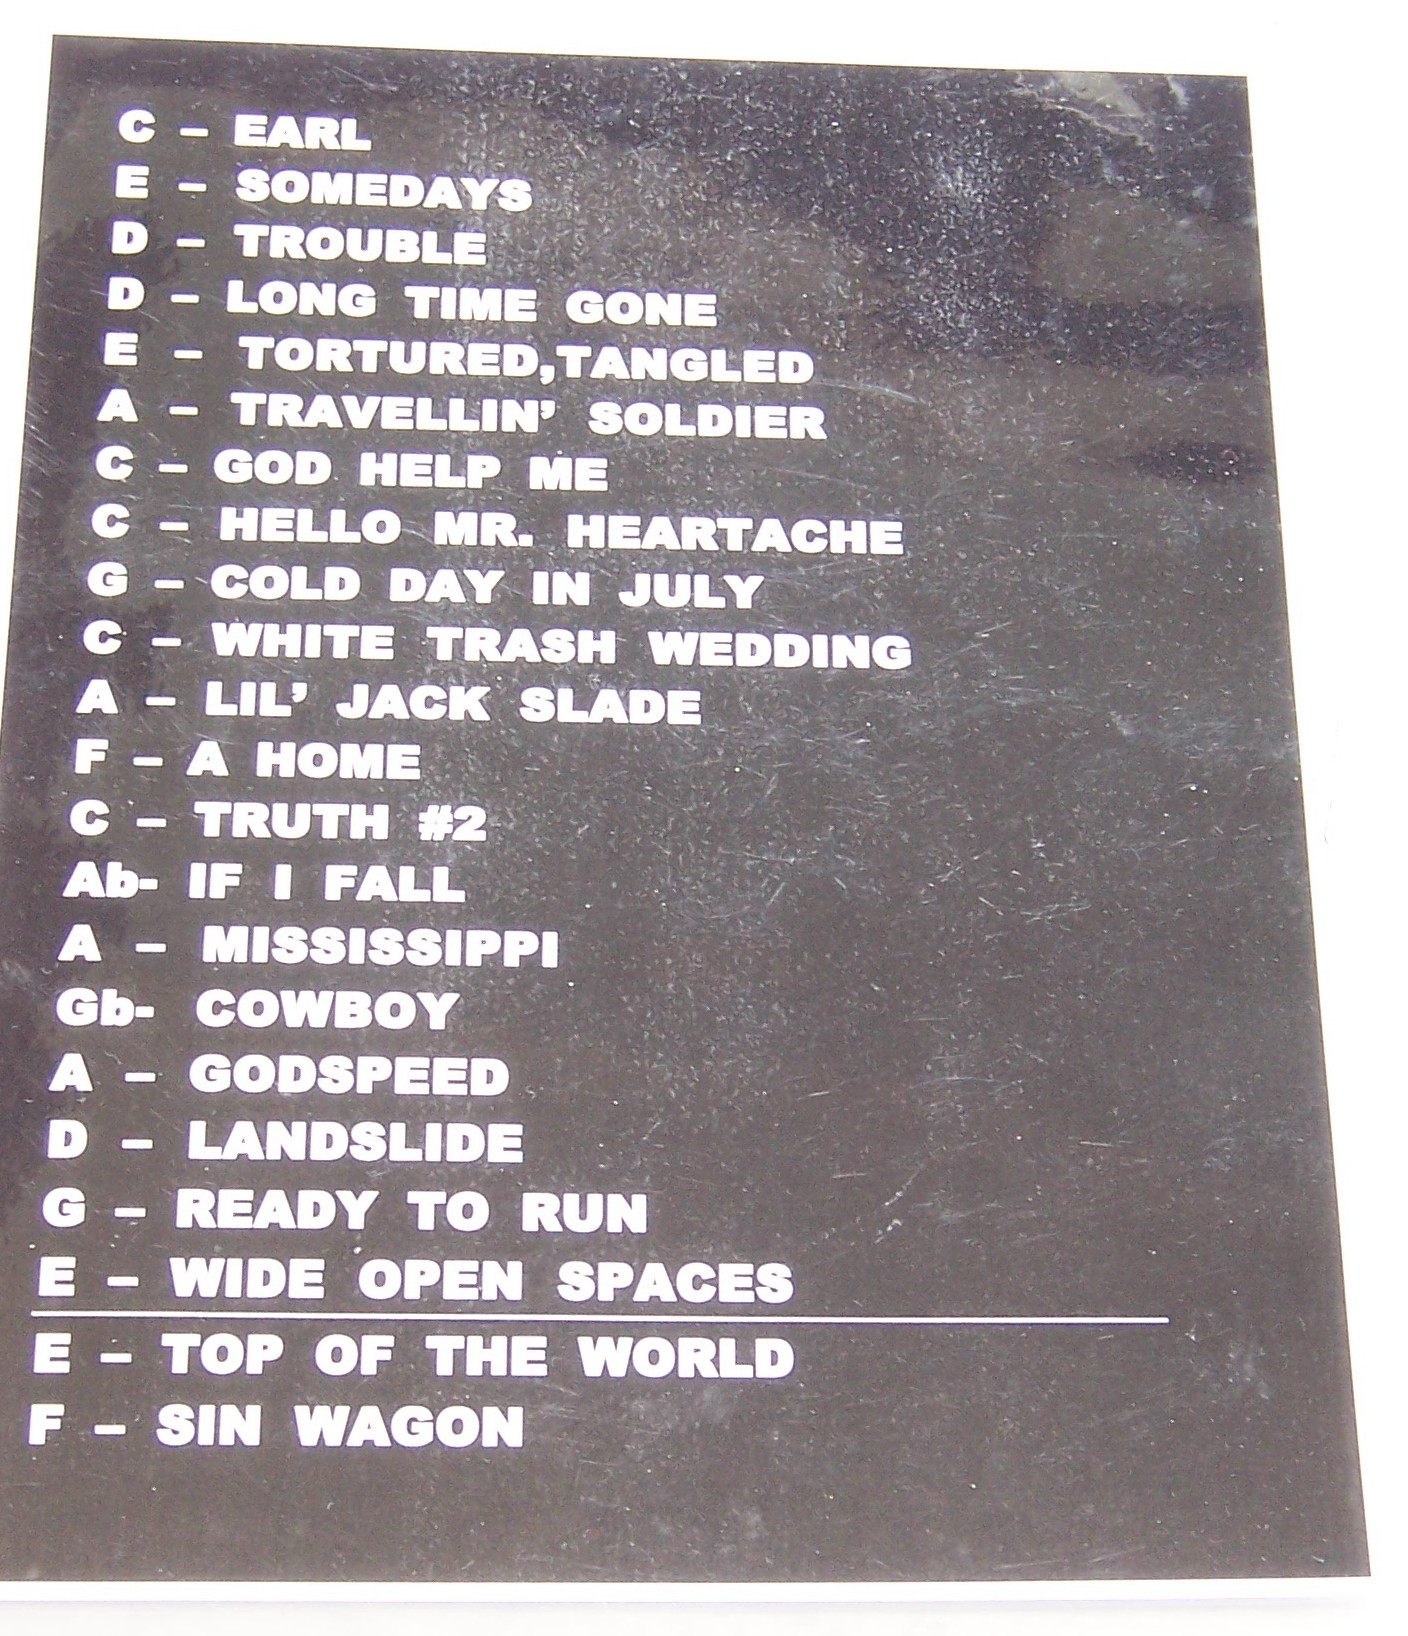 C – EARL
E – SOMEDAYS
D – TROUBLE
D – LONG TIME GONE
E – TORTURED,TANGLED
A – TRAVELLIN' SOLDIER
C – GOD HELP ME
C – HELLO MR. HEARTACHE
G – COLD DAY IN JULY
C – WHITE TRASH WEDDING
A – LIL' JACK SLADE
F – A HOME
C – TRUTH #2
Ab- IF I FALL
A – MISSISSIPPI
Gb- COWBOY
A – GODSPEED
D – LANDSLIDE
G – READY TO RUN
E – WIDE OPEN SPACES
E – TOP OF THE WORLD
F – SIN WAGON